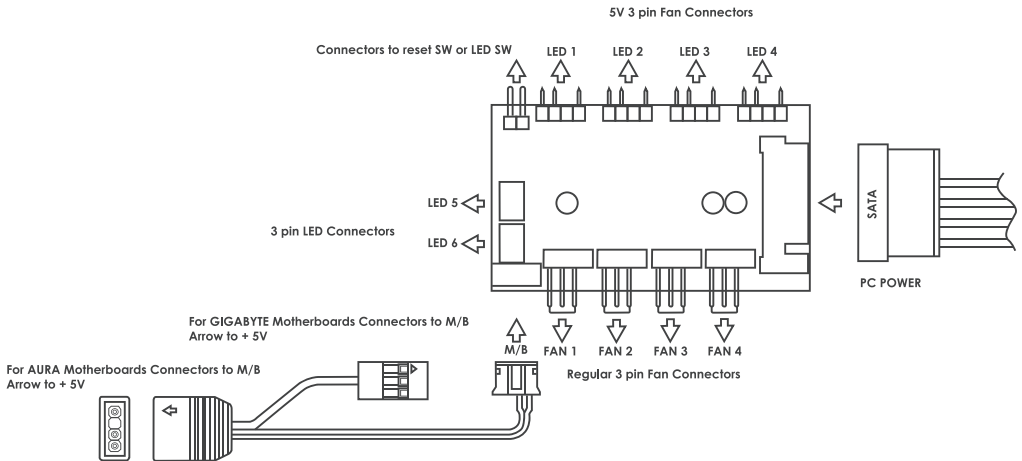 5V 3 pin Fan Connectors
Connectors to reset SW or LED SW
LED 1
LED 2
LED 3
LED 4
LED 5
3 pin LED Connectors
LED 6
SATA
PC POWER
For GIGABYTE Motherboards Connectors to M/B
Arrow to + 5V
M/B
FAN 1
FAN 2
FAN 3
FAN 4
Regular 3 pin Fan Connectors
For AURA Motherboards Connectors to M/B
Arrow to + 5V